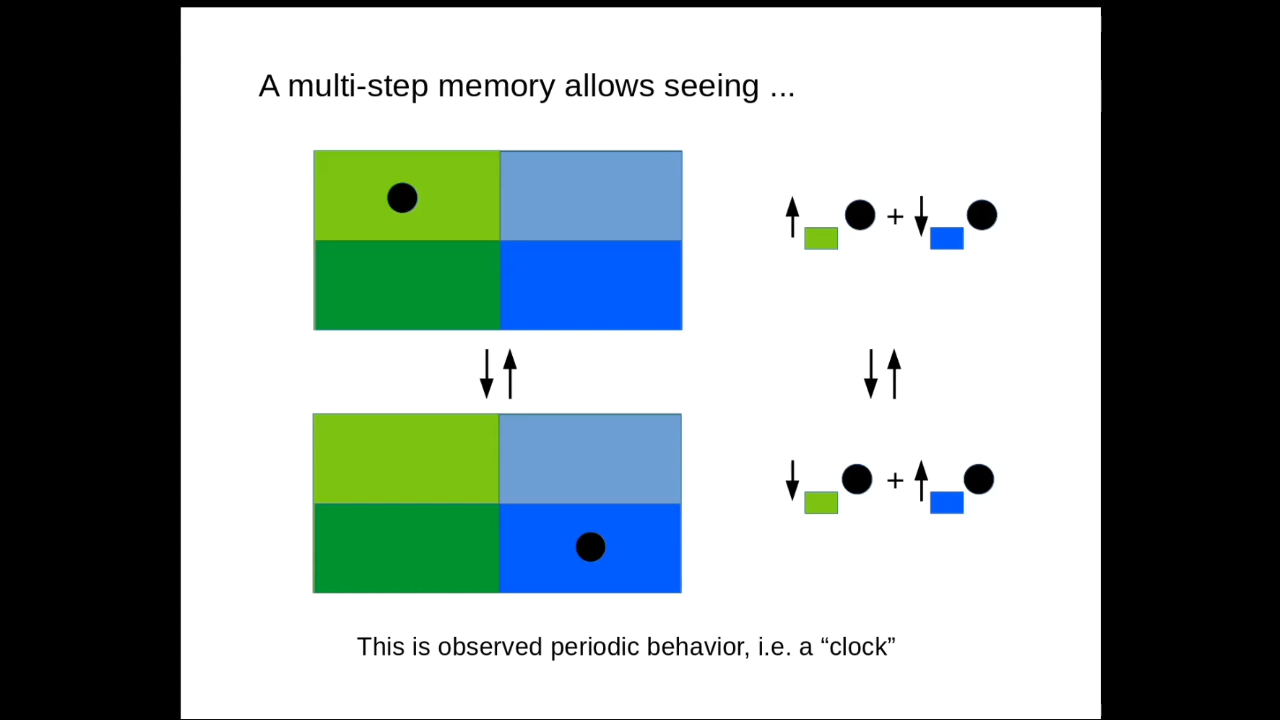 A multi-step memory allows seeing ...
+
+
This is observed periodic behavior, i.e. a “clock”